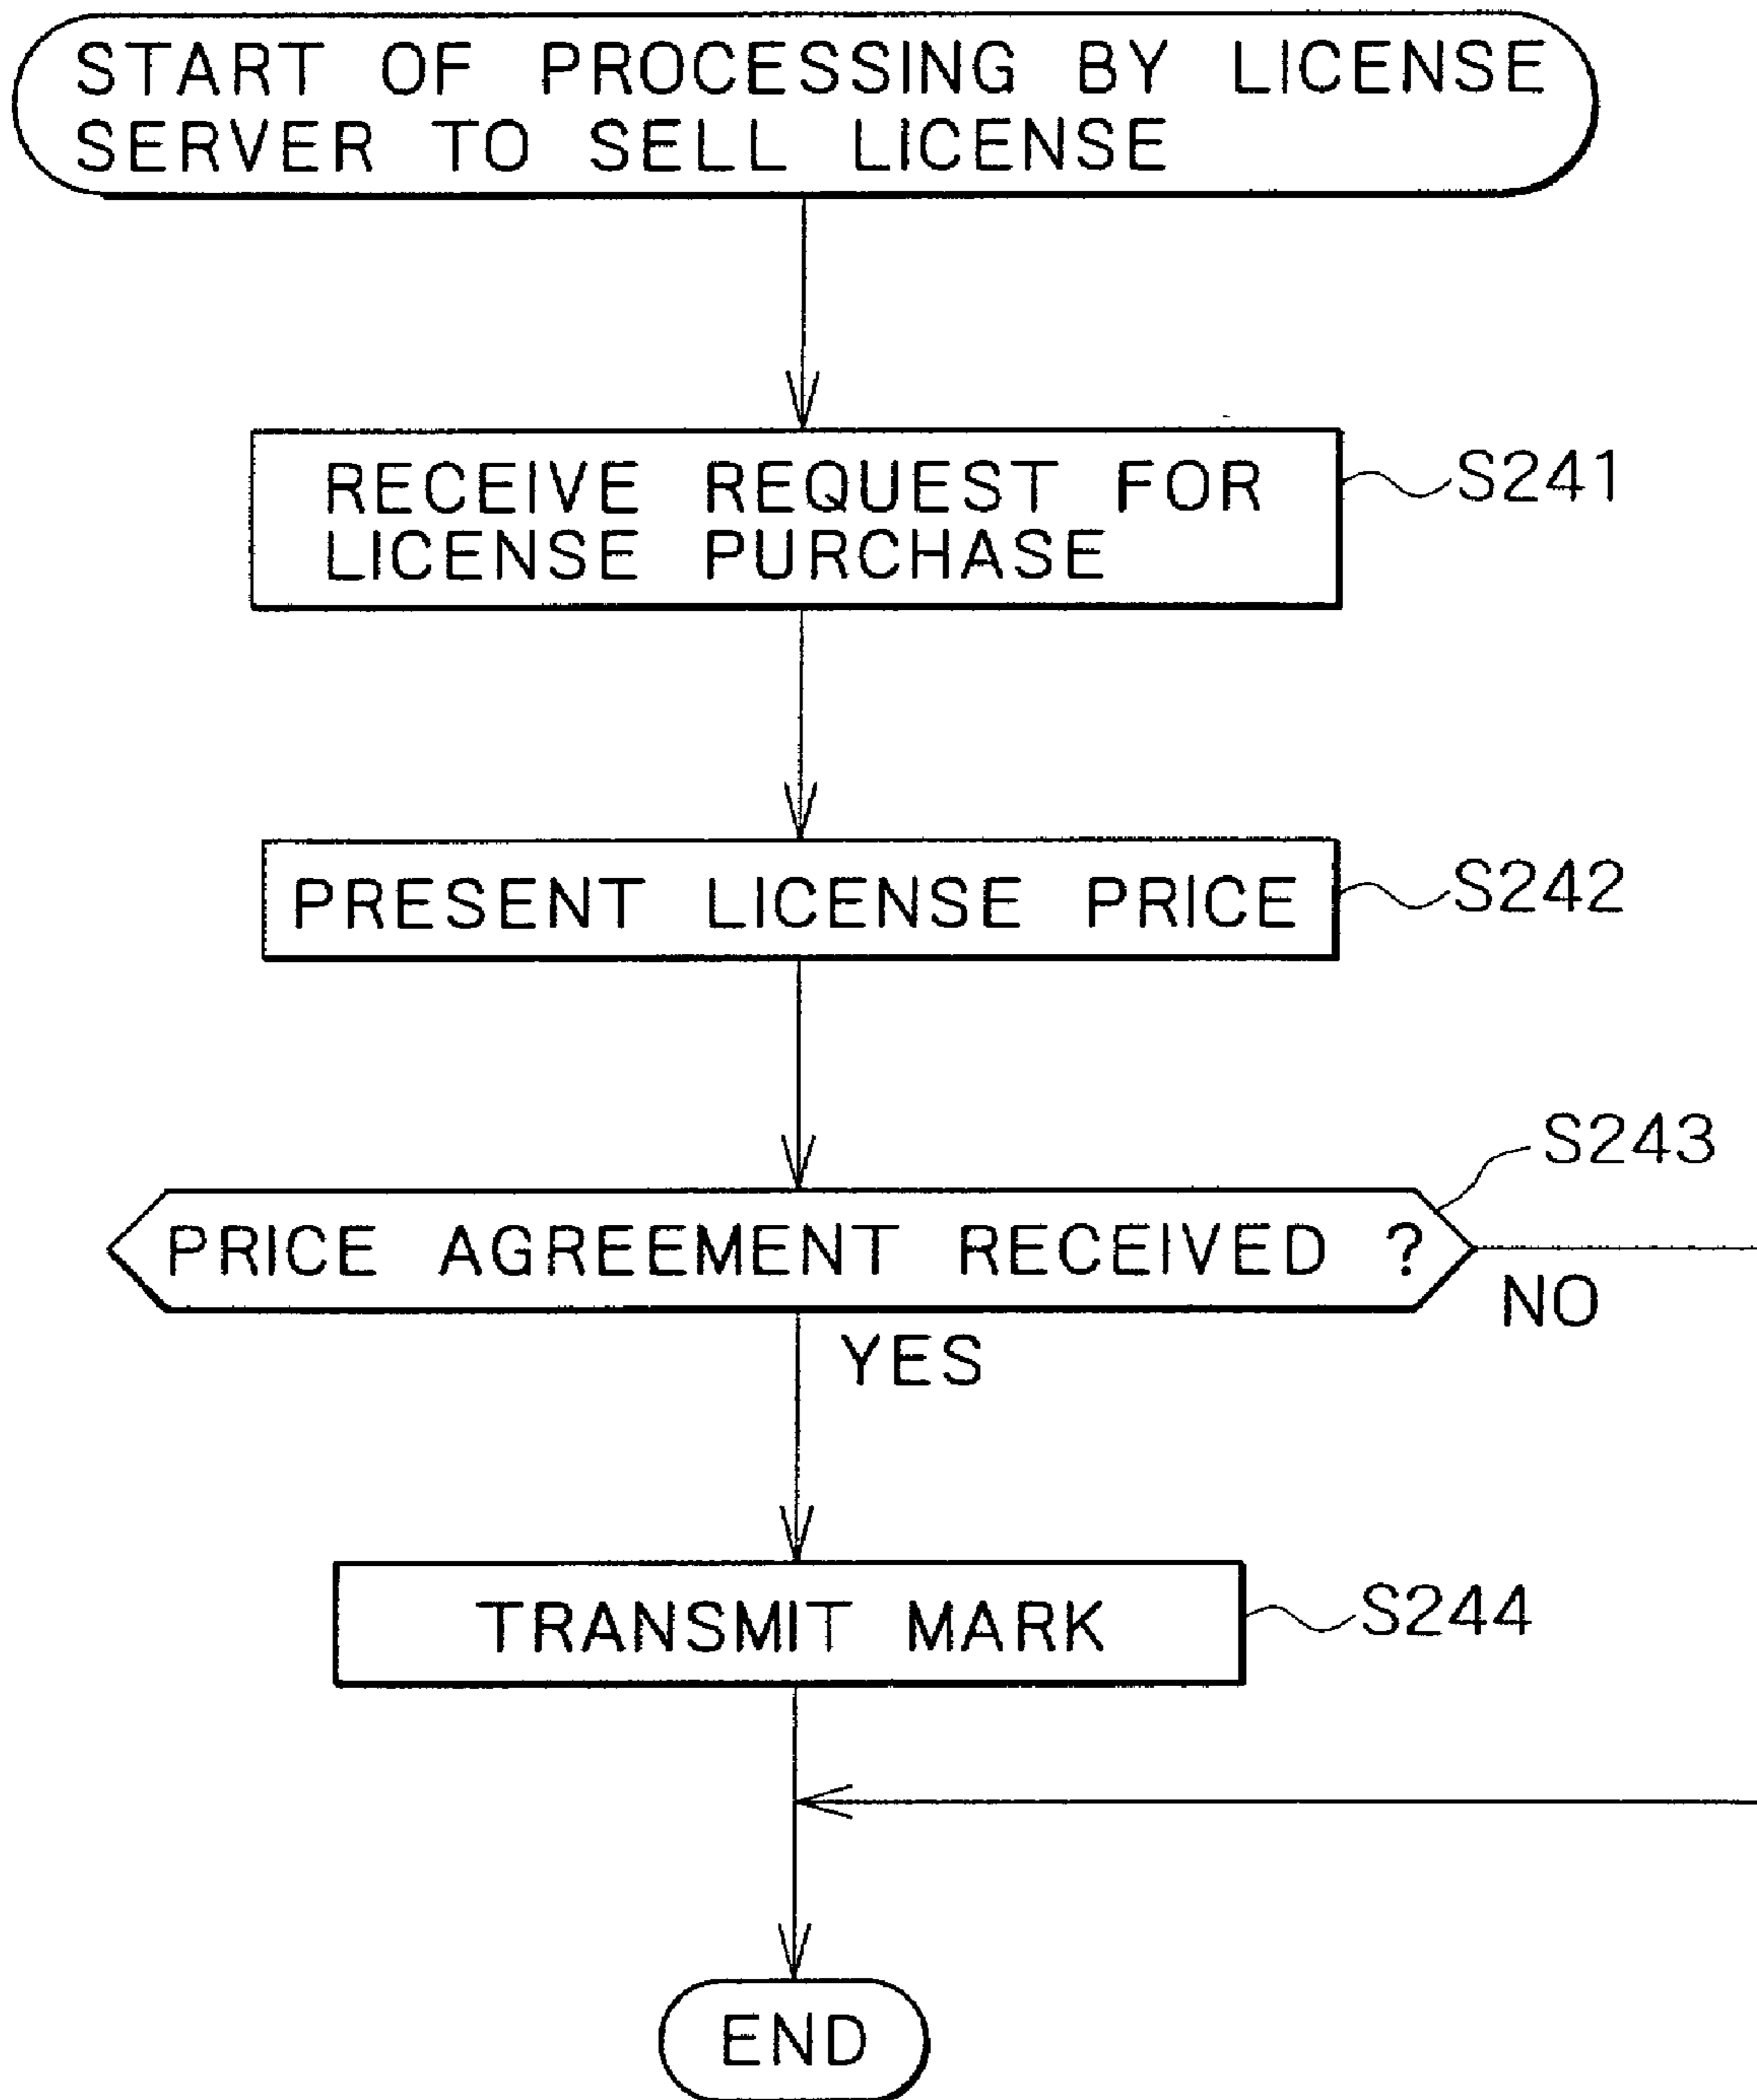 START OF PROCESSING BY LICENSE
SERVER TO SELL LICENSE
RECEIVE REQUEST FOR
LICENSE PURCHASE
S241
PRESENT LICENSE PRICE
S242
S243
PRICE AGREEMENT RECEIVED ?
NO
YES
TRANSMIT MARK
S244
END